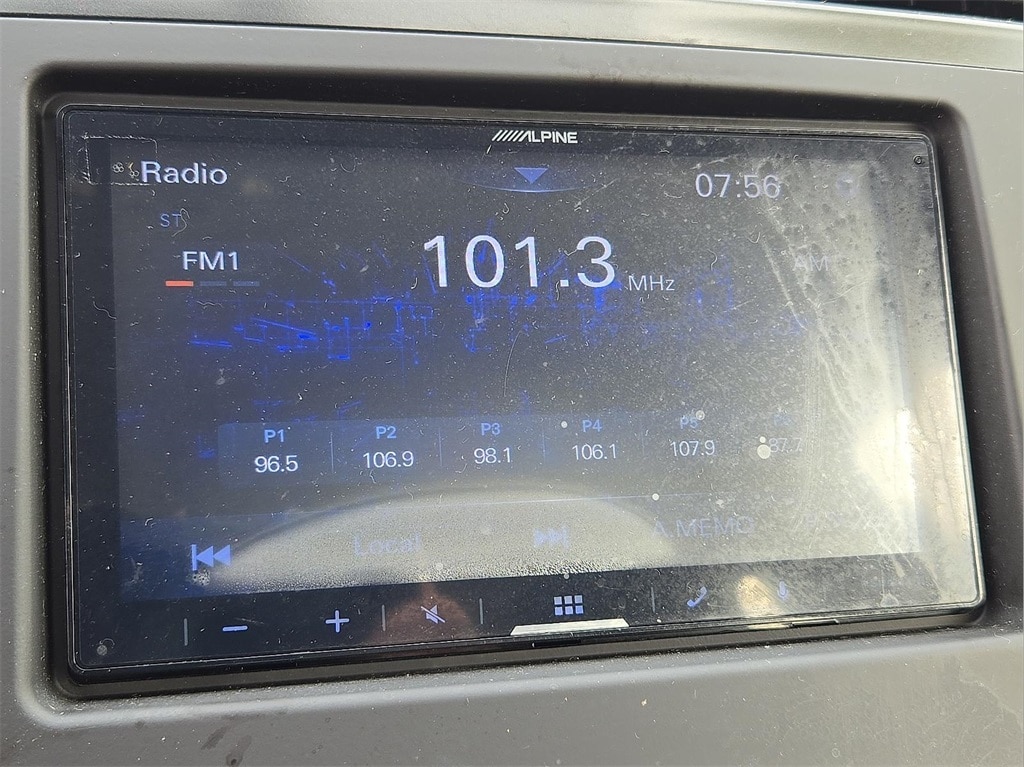 ALPINE
Radio
07:56
ST
FM1
101.3 MHz
AM
P1 P2 P3 P4 P5
96.5 106.9 98.1 106.1 107.9 87.7
Local
A.MEMO